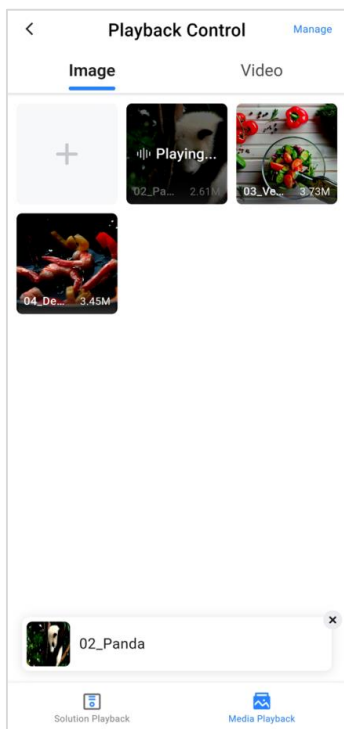 Playback Control
Manage
Image
Video
Playing...
02_Pa...
2.61M
03_Ve...
3.73M
04_De...
3.45M
02_Panda
Solution Playback
Media Playback